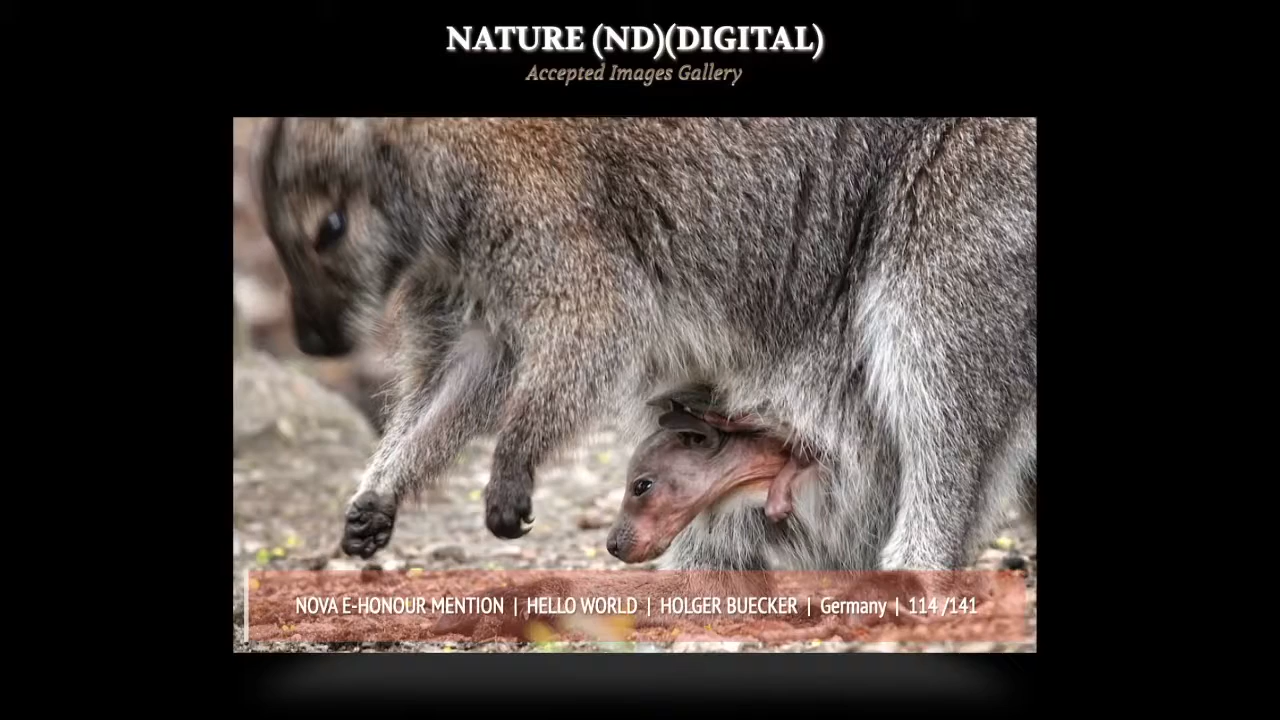 NATURE (ND)(DIGITAL)
Accepted Images Gallery
NOVA E-HONOUR MENTION | HELLO WORLD | HOLGER BUECKER | Germany | 114 /141